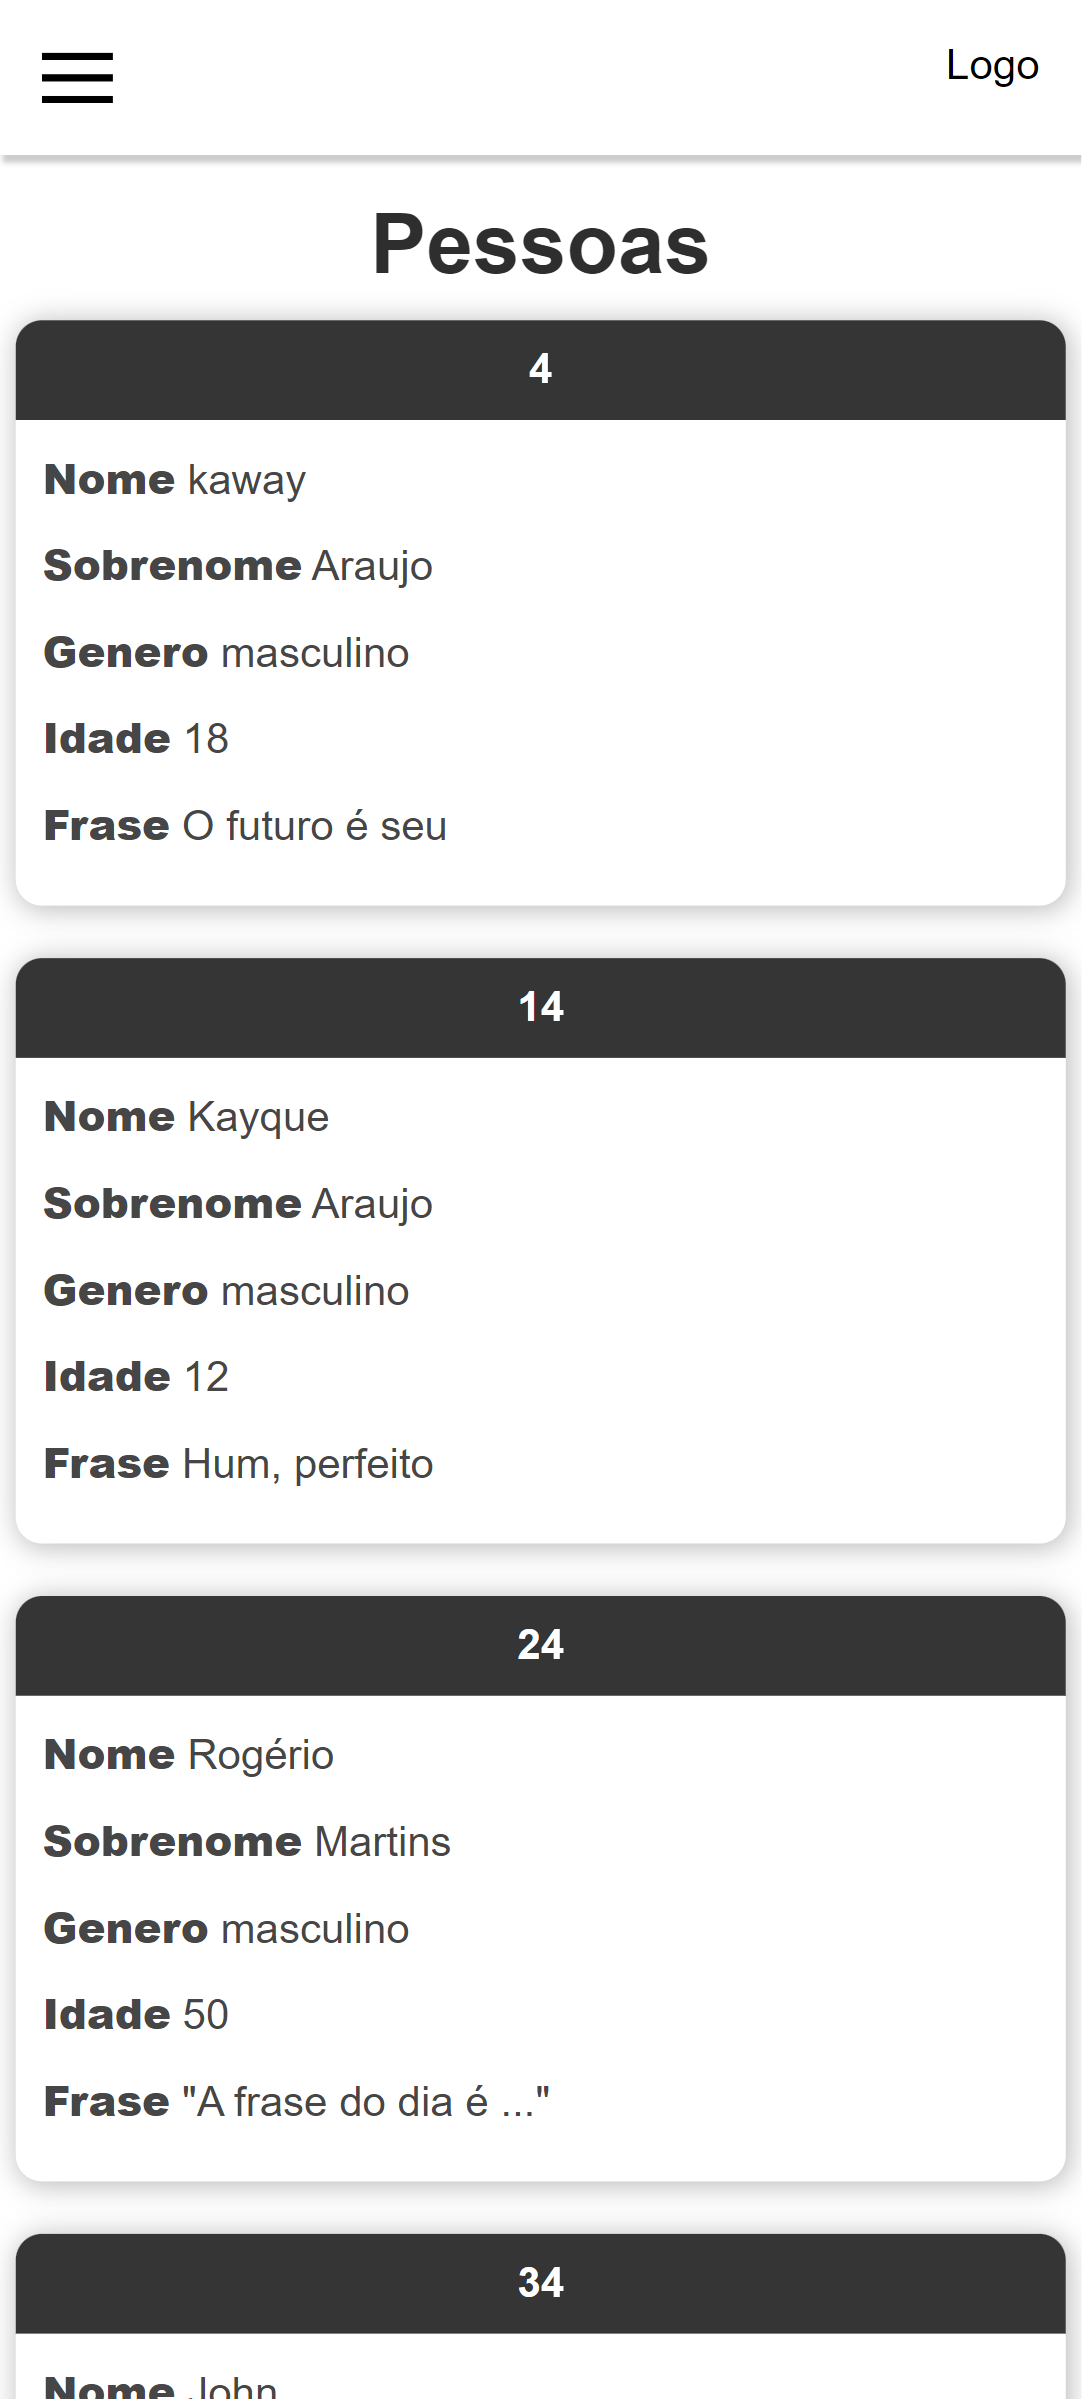 Logo
Pessoas
4
Nome kaway
Sobrenome Araujo
Genero masculino
Idade 18
Frase O futuro é seu
14
Nome Kayque
Sobrenome Araujo
Genero masculino
Idade 12
Frase Hum, perfeito
24
Nome Rogério
Sobrenome Martins
Genero masculino
Idade 50
Frase "A frase do dia é ..."
34
Nome John